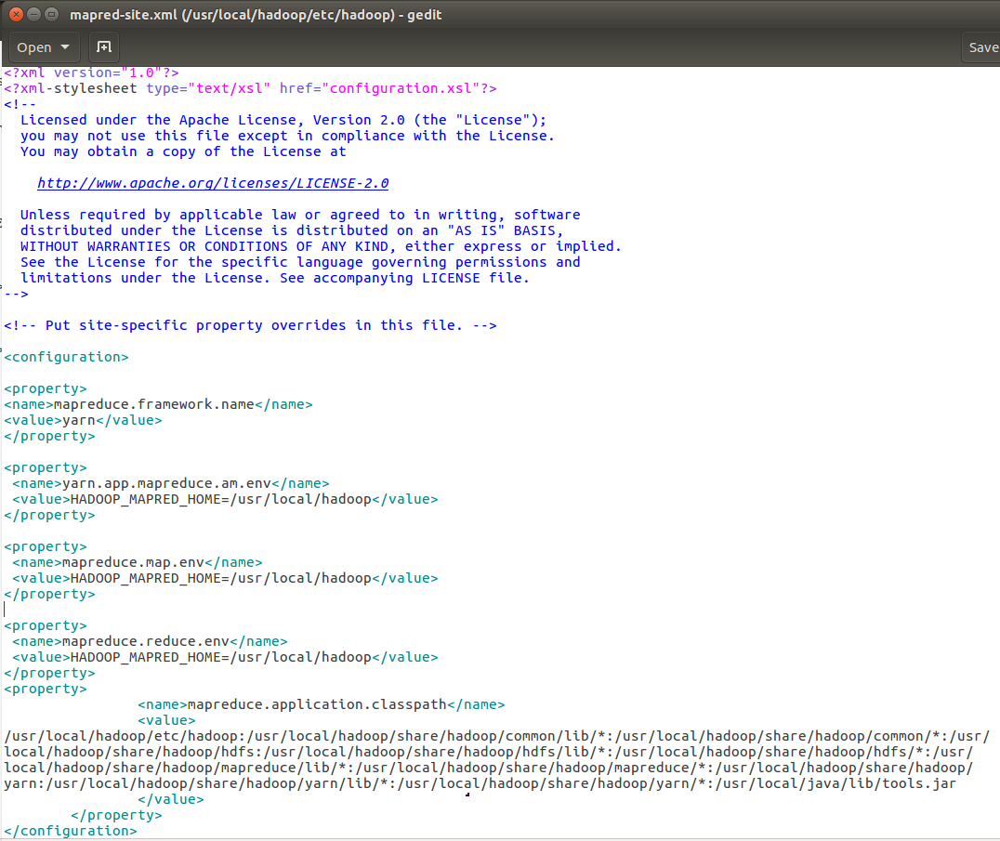 mapred-site.xml (/usr/local/hadoop/etc/hadoop) - gedit
Open
Save
<?xml version="1.0"?>
<?xml-stylesheet type="text/xsl" href="configuration.xsl"?>
<!--
  Licensed under the Apache License, Version 2.0 (the "License");
  you may not use this file except in compliance with the License.
  You may obtain a copy of the License at

    http://www.apache.org/licenses/LICENSE-2.0

  Unless required by applicable law or agreed to in writing, software
  distributed under the License is distributed on an "AS IS" BASIS,
  WITHOUT WARRANTIES OR CONDITIONS OF ANY KIND, either express or implied.
  See the License for the specific language governing permissions and
  limitations under the License. See accompanying LICENSE file.
-->

<!-- Put site-specific property overrides in this file. -->

<configuration>

<property>
<name>mapreduce.framework.name</name>
<value>yarn</value>
</property>

<property>
 <name>yarn.app.mapreduce.am.env</name>
 <value>HADOOP_MAPRED_HOME=/usr/local/hadoop</value>
</property>

<property>
 <name>mapreduce.map.env</name>
 <value>HADOOP_MAPRED_HOME=/usr/local/hadoop</value>
</property>

<property>
 <name>mapreduce.reduce.env</name>
 <value>HADOOP_MAPRED_HOME=/usr/local/hadoop</value>
</property>
<property>
                <name>mapreduce.application.classpath</name>
                <value>
/usr/local/hadoop/etc/hadoop:/usr/local/hadoop/share/hadoop/common/lib/*:/usr/local/hadoop/share/hadoop/common/*:/usr/
local/hadoop/share/hadoop/hdfs:/usr/local/hadoop/share/hadoop/hdfs/lib/*:/usr/local/hadoop/share/hadoop/hdfs/*:/usr/
local/hadoop/share/hadoop/mapreduce/lib/*:/usr/local/hadoop/share/hadoop/mapreduce/*:/usr/local/hadoop/share/hadoop/
yarn:/usr/local/hadoop/share/hadoop/yarn/lib/*:/usr/local/hadoop/share/hadoop/yarn/*:/usr/local/java/lib/tools.jar
                </value>
        </property>
</configuration>